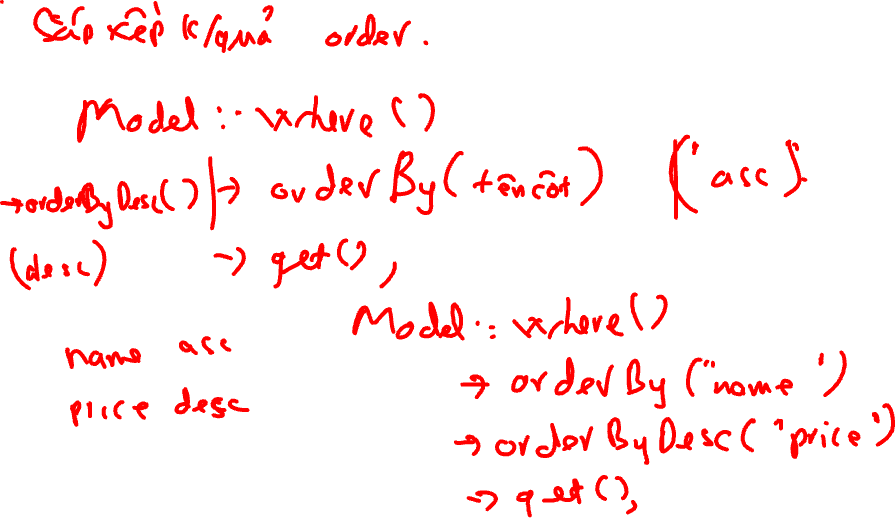 Sắp xếp k/quả order.
Model::where()
→orderByDesc() | → orderBy(tên cột) ('asc').
(desc) → get(),
name asc
price desc
Model::where()
→ orderBy('name')
→ orderByDesc('price')
→ get(),